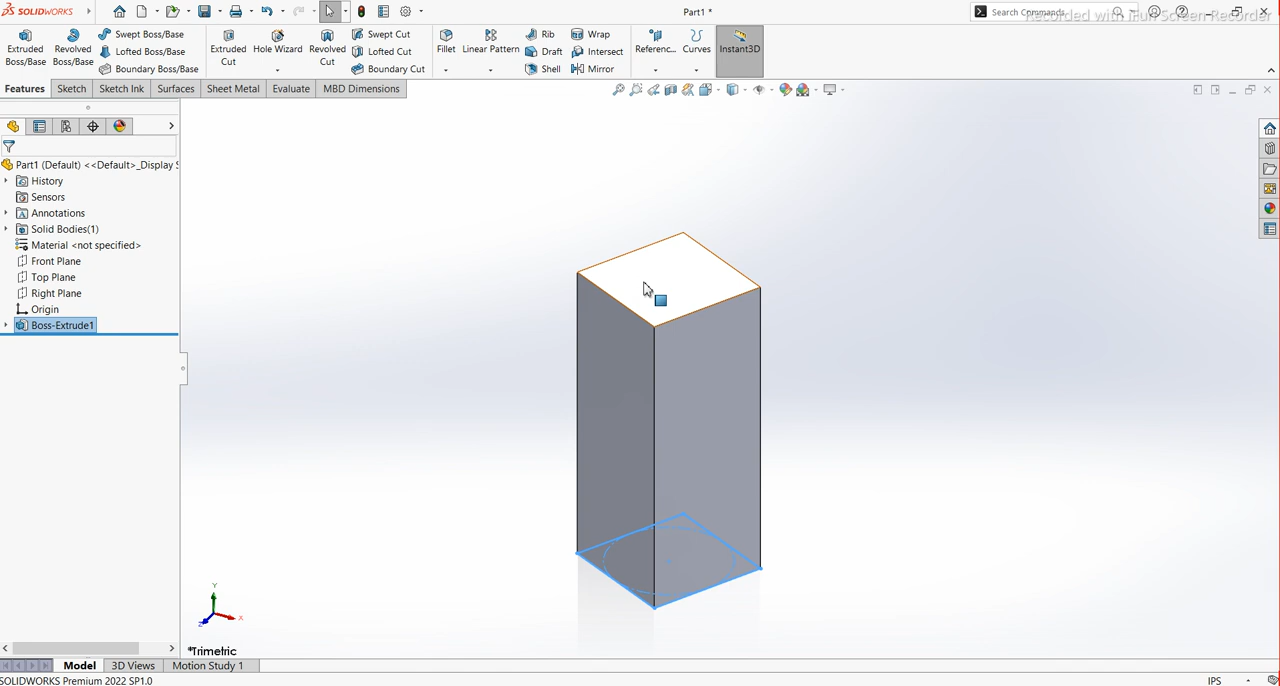 SOLIDWORKS
Part1 *
Search Commands
Recorded with iFun Screen Recorder
Extruded Boss/Base
Revolved Boss/Base
Swept Boss/Base
Lofted Boss/Base
Boundary Boss/Base
Extruded Cut
Hole Wizard
Revolved Cut
Swept Cut
Lofted Cut
Boundary Cut
Fillet
Linear Pattern
Rib
Draft
Shell
Wrap
Intersect
Mirror
Referenc...
Curves
Instant3D
Features
Sketch
Sketch Ink
Surfaces
Sheet Metal
Evaluate
MBD Dimensions
Part1 (Default) <<Default>_Display S
History
Sensors
Annotations
Solid Bodies(1)
Material <not specified>
Front Plane
Top Plane
Right Plane
Origin
Boss-Extrude1
Y
X
Z
*Trimetric
Model
3D Views
Motion Study 1
SOLIDWORKS Premium 2022 SP1.0
IPS